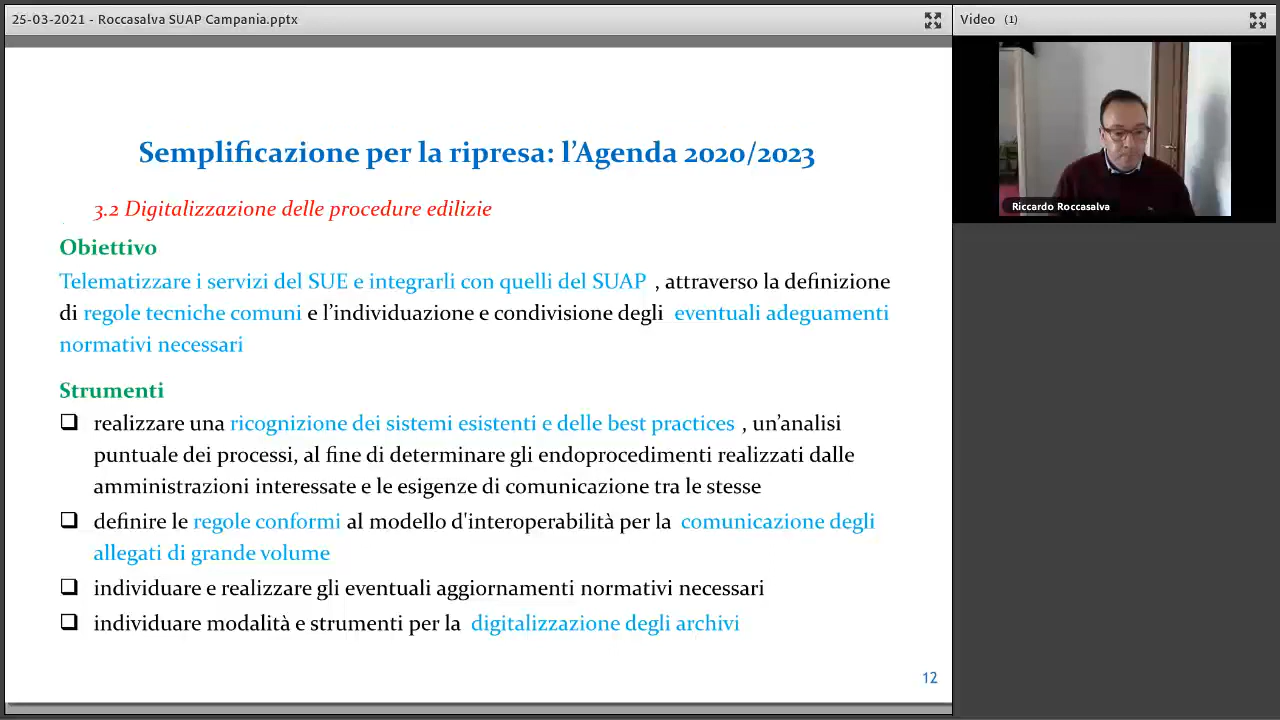 25-03-2021 - Roccasalva SUAP Campania.pptx
Video (1)
Riccardo Roccasalva
Semplificazione per la ripresa: l’Agenda 2020/2023
3.2 Digitalizzazione delle procedure edilizie
Obiettivo
Telematizzare i servizi del SUE e integrarli con quelli del SUAP , attraverso la definizione
di regole tecniche comuni e l’individuazione e condivisione degli eventuali adeguamenti
normativi necessari
Strumenti
realizzare una ricognizione dei sistemi esistenti e delle best practices , un’analisi
puntuale dei processi, al fine di determinare gli endoprocedimenti realizzati dalle
amministrazioni interessate e le esigenze di comunicazione tra le stesse
definire le regole conformi al modello d'interoperabilità per la comunicazione degli
allegati di grande volume
individuare e realizzare gli eventuali aggiornamenti normativi necessari
individuare modalità e strumenti per la digitalizzazione degli archivi
12